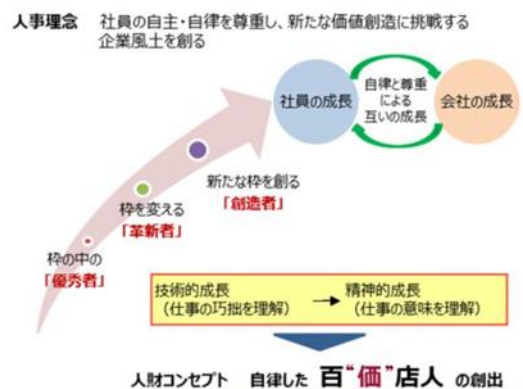 人事理念　社員の自主・自律を尊重し、新たな価値創造に挑戦する
企業風土を創る
社員の成長
自律と尊重
による
互いの成長
会社の成長
新たな枠を創る
「創造者」
枠を変える
「革新者」
枠の中の
「優秀者」
技術的成長
（仕事の巧拙を理解）
→
精神的成長
（仕事の意味を理解）
人財コンセプト　自律した 百“価”店人 の創出